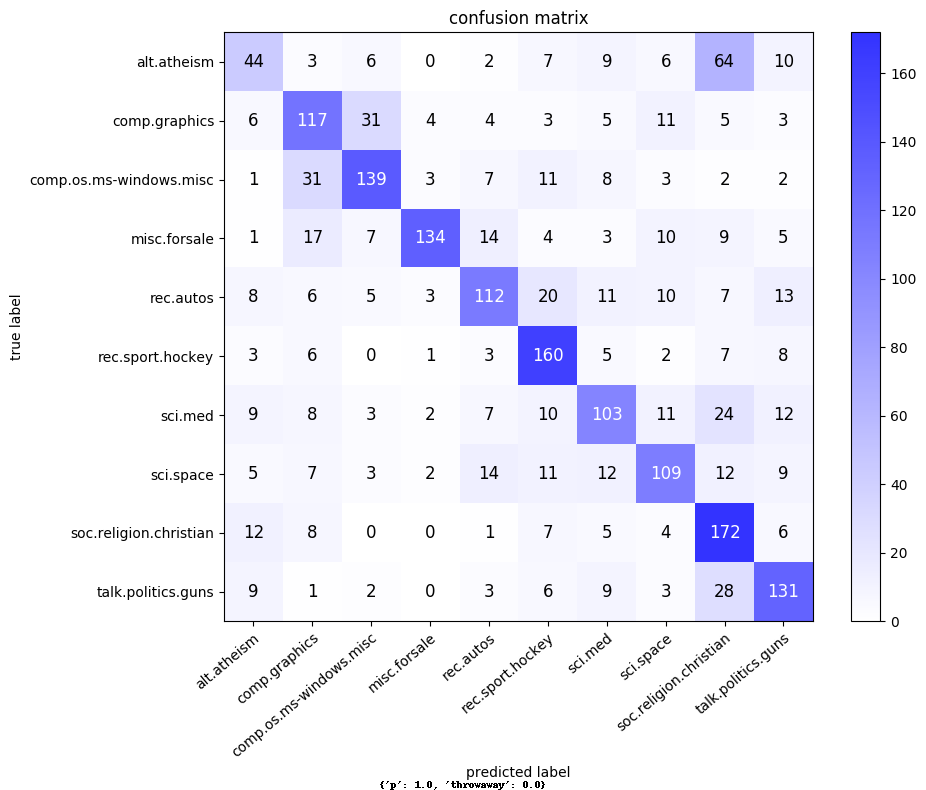 confusion matrix
alt.atheism 44 3 6 0 2 7 9 6 64 10
comp.graphics 6 117 31 4 4 3 5 11 5 3
comp.os.ms-windows.misc 1 31 139 3 7 11 8 3 2 2
misc.forsale 1 17 7 134 14 4 3 10 9 5
rec.autos 8 6 5 3 112 20 11 10 7 13
rec.sport.hockey 3 6 0 1 3 160 5 2 7 8
sci.med 9 8 3 2 7 10 103 11 24 12
sci.space 5 7 3 2 14 11 12 109 12 9
soc.religion.christian 12 8 0 0 1 7 5 4 172 6
talk.politics.guns 9 1 2 0 3 6 9 3 28 131
true label
alt.atheism
comp.graphics
comp.os.ms-windows.misc
misc.forsale
rec.autos
rec.sport.hockey
sci.med
sci.space
soc.religion.christian
talk.politics.guns
predicted label
160
140
120
100
80
60
40
20
0
{'p': 1.0, 'throwaway': 0.0}